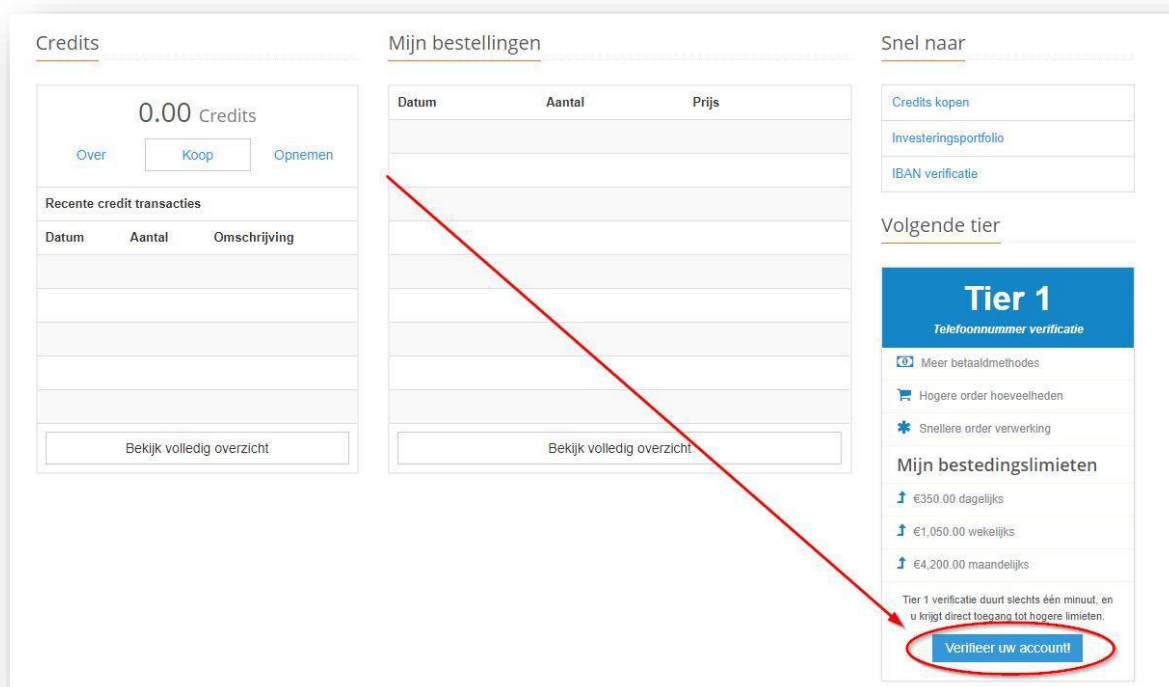 Credits
0.00 Credits
Over Koop Opnemen
Recente credit transacties
Datum Aantal Omschrijving
Bekijk volledig overzicht
Mijn bestellingen
Datum Aantal Prijs
Bekijk volledig overzicht
Snel naar
Credits kopen
Investeringsportfolio
IBAN verificatie
Volgende tier
Tier 1
Telefoonnummer verificatie
Meer betaaldmethodes
Hogere order hoeveelheden
Snellere order verwerking
Mijn bestedingslimieten
€350.00 dagelijks
€1,050.00 wekelijks
€4,200.00 maandelijks
Tier 1 verificatie duurt slechts één minuut, en
u krijgt direct toegang tot hogere limieten.
Verifieer uw account!